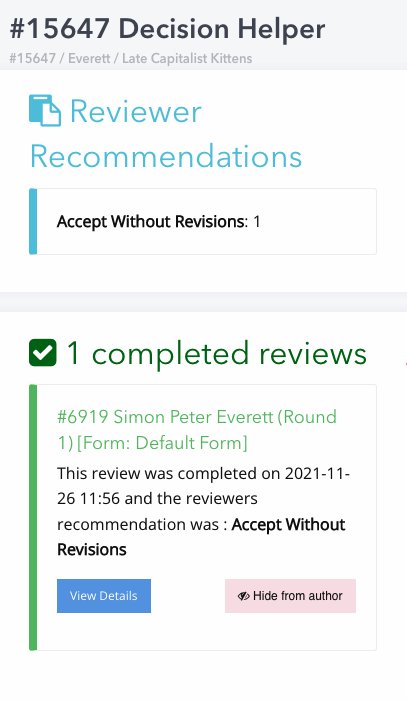 #15647 Decision Helper
#15647 / Everett / Late Capitalist Kittens
Reviewer
Recommendations
Accept Without Revisions: 1
1 completed reviews
#6919 Simon Peter Everett (Round
1) [Form: Default Form]
This review was completed on 2021-11-
26 11:56 and the reviewers
recommendation was : Accept Without
Revisions
View Details
Hide from author